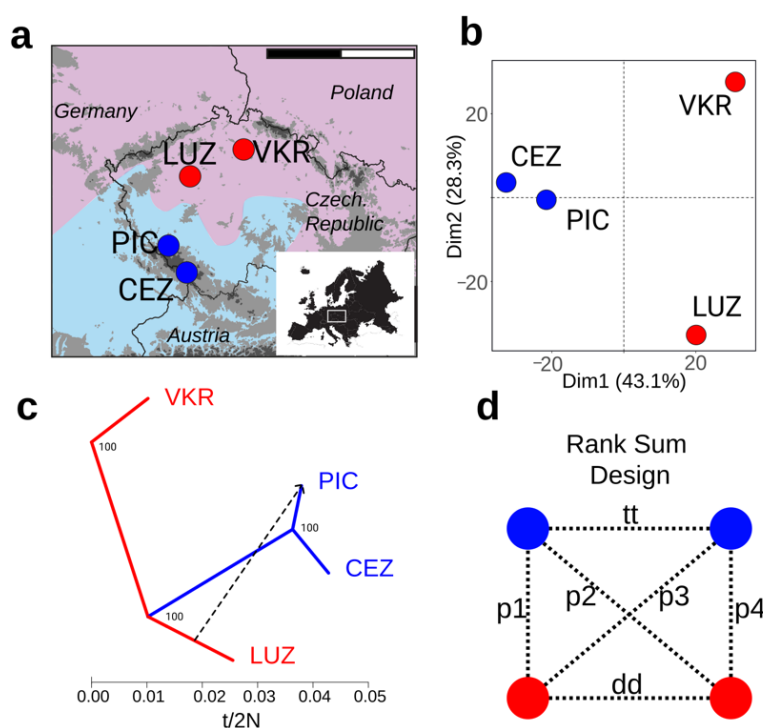 a
Germany
Poland
LUZ
VKR
Czech.
Republic
PIC
CEZ
Austria
b
20
−20
Dim2 (28.3%)
VKR
CEZ
PIC
LUZ
−20
20
Dim1 (43.1%)
c
VKR
100
PIC
100
CEZ
100
LUZ
0.00 0.01 0.02 0.03 0.04 0.05
t/2N
d
Rank Sum
Design
tt
p1
p2
p3
p4
dd